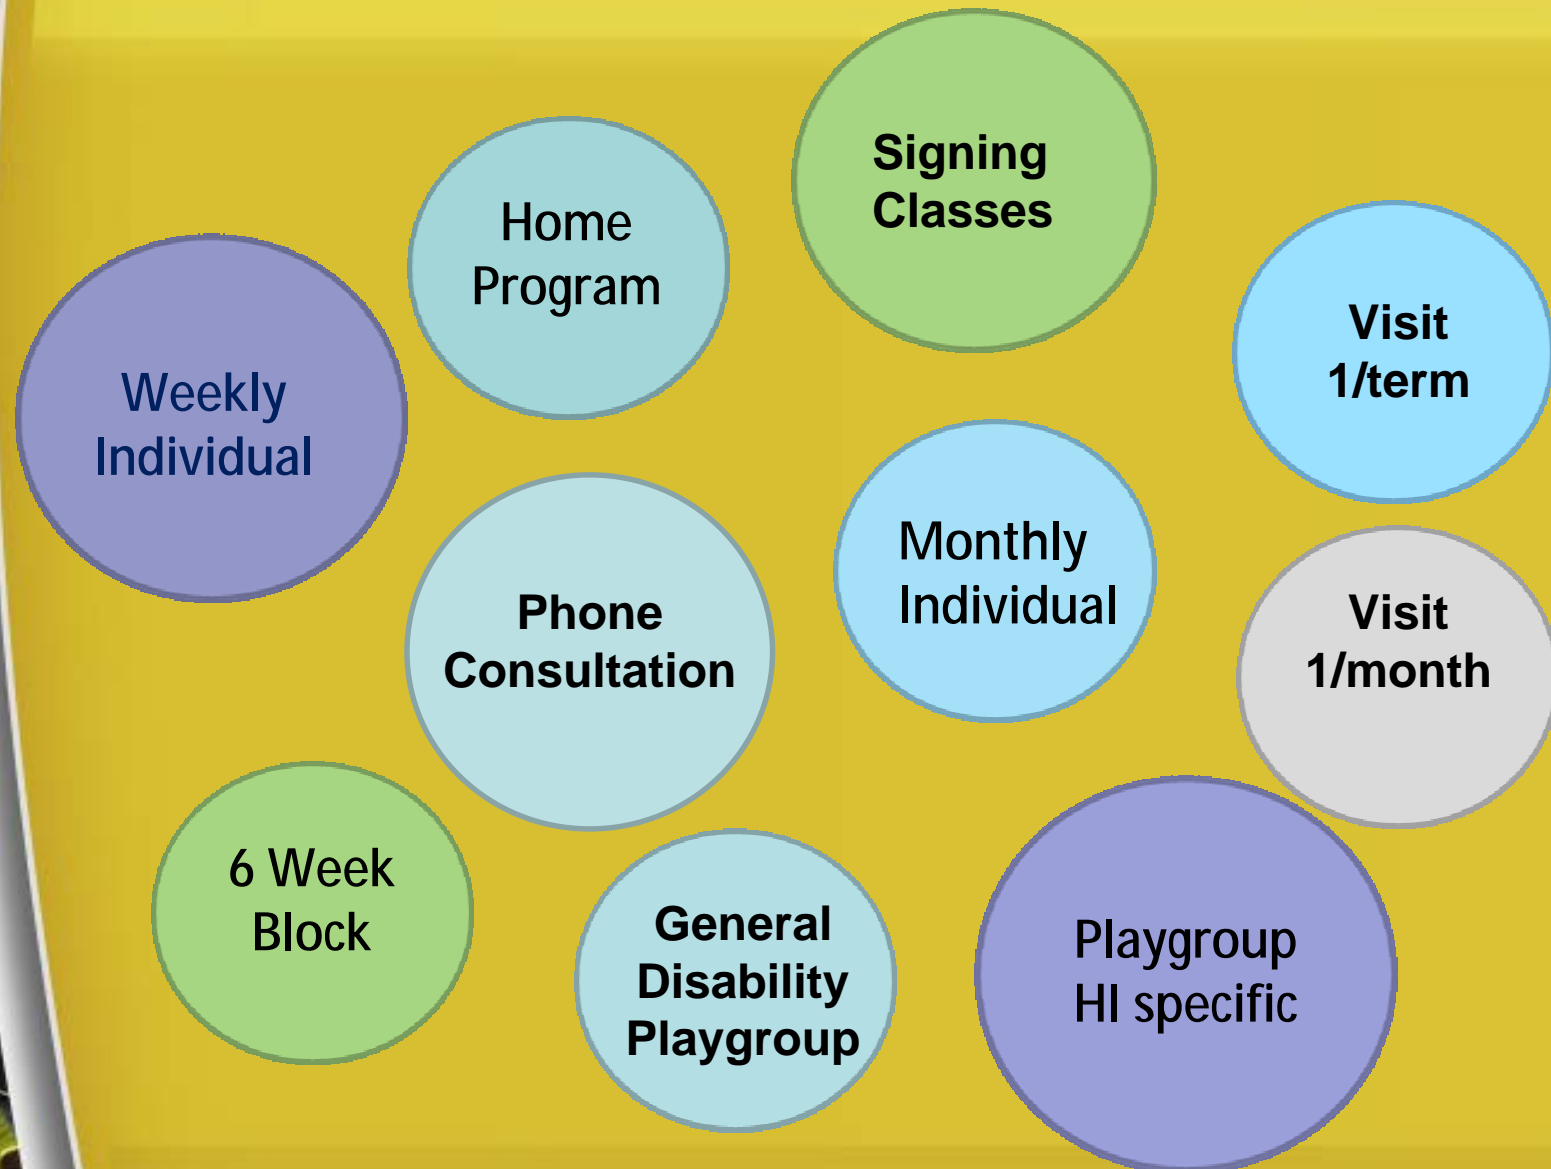 Signing
Classes
Home
Program
Visit
1/term
Weekly
Individual
Monthly
Individual
Phone
Consultation
Visit
1/month
6 Week
Block
General
Disability
Playgroup
Playgroup
HI specific